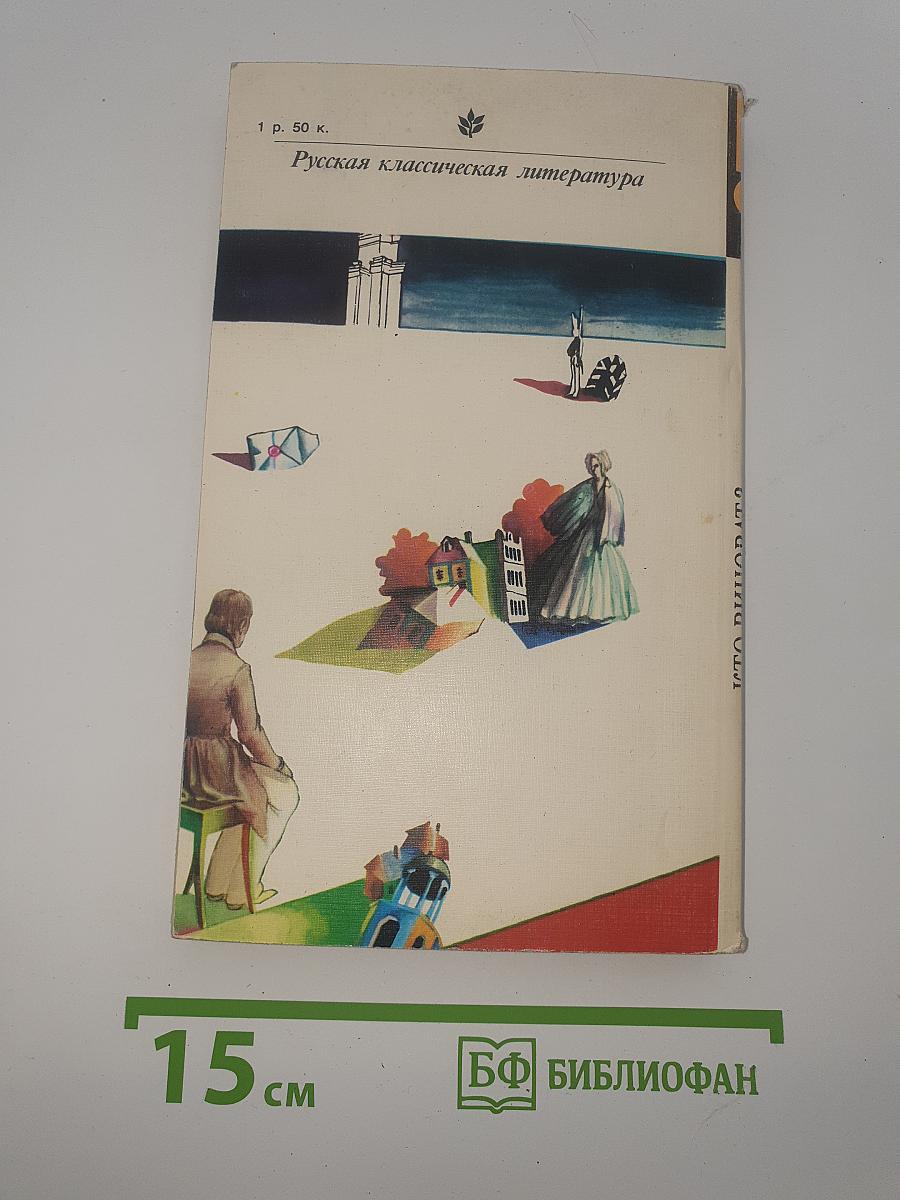 1 р. 50 к.
Русская классическая литература
КТО ВИНОВАТ?
15 см
БФ БИБЛИОФАН